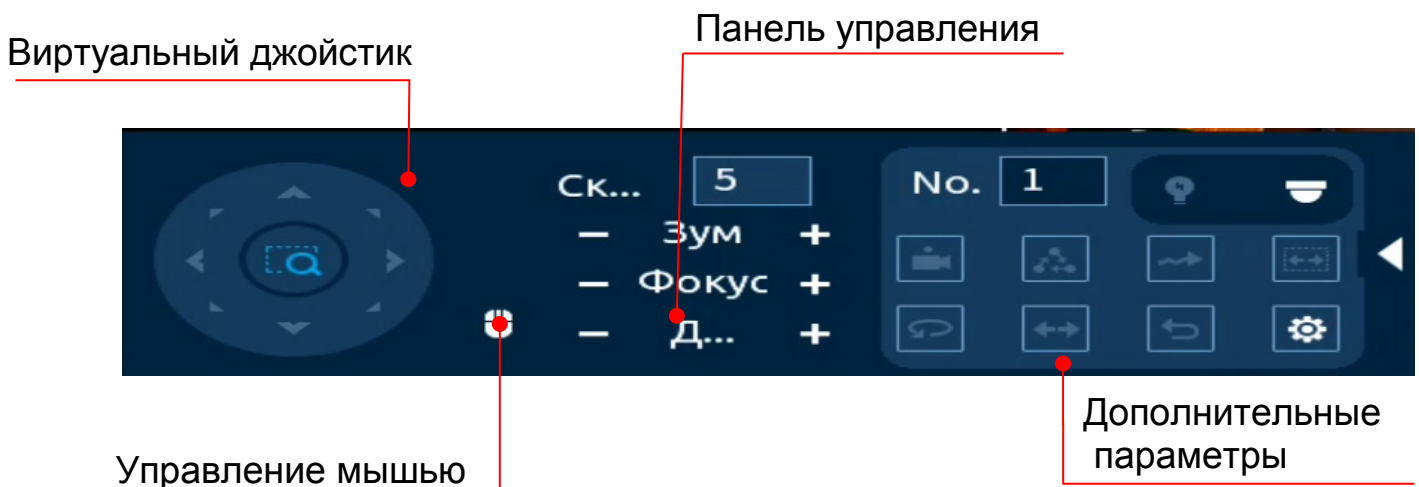 Панель управления
Виртуальный джойстик
Ск... 5
No. 1
− Зум +
− Фокус +
− Д... +
Дополнительные
параметры
Управление мышью